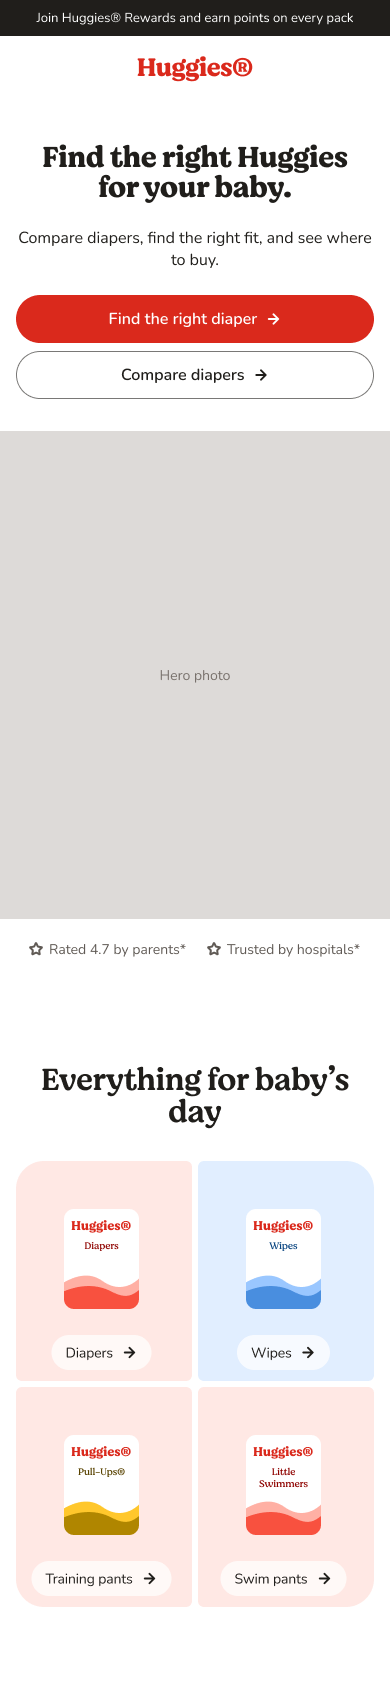 Join Huggies® Rewards and earn points on every pack
Huggies®
Find the right Huggies
for your baby.
Compare diapers, find the right fit, and see where
to buy.
Find the right diaper
Compare diapers
Hero photo
Rated 4.7 by parents*
Trusted by hospitals*
Everything for baby’s
day
Huggies®
Diapers
Diapers
Huggies®
Wipes
Wipes
Huggies®
Pull-Ups®
Training pants
Huggies®
Little
Swimmers
Swim pants